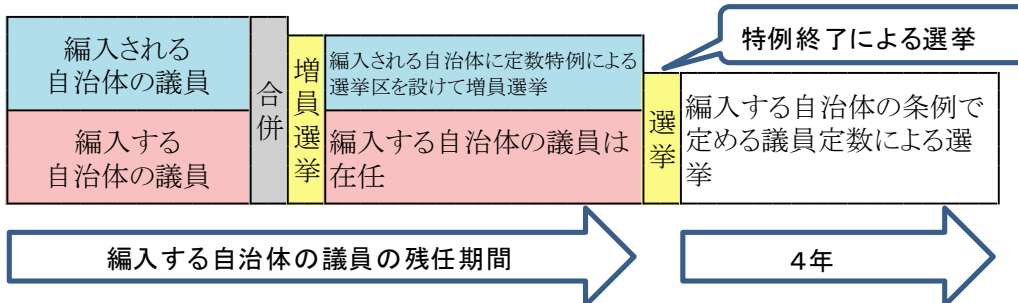 特例終了による選挙
編入される
自治体の議員
編入する
自治体の議員
合併
増員選挙
編入される自治体に定数特例による
選挙区を設けて増員選挙
編入する自治体の議員は
在任
選挙
編入する自治体の条例で
定める議員定数による選
挙
編入する自治体の議員の残任期間
４年